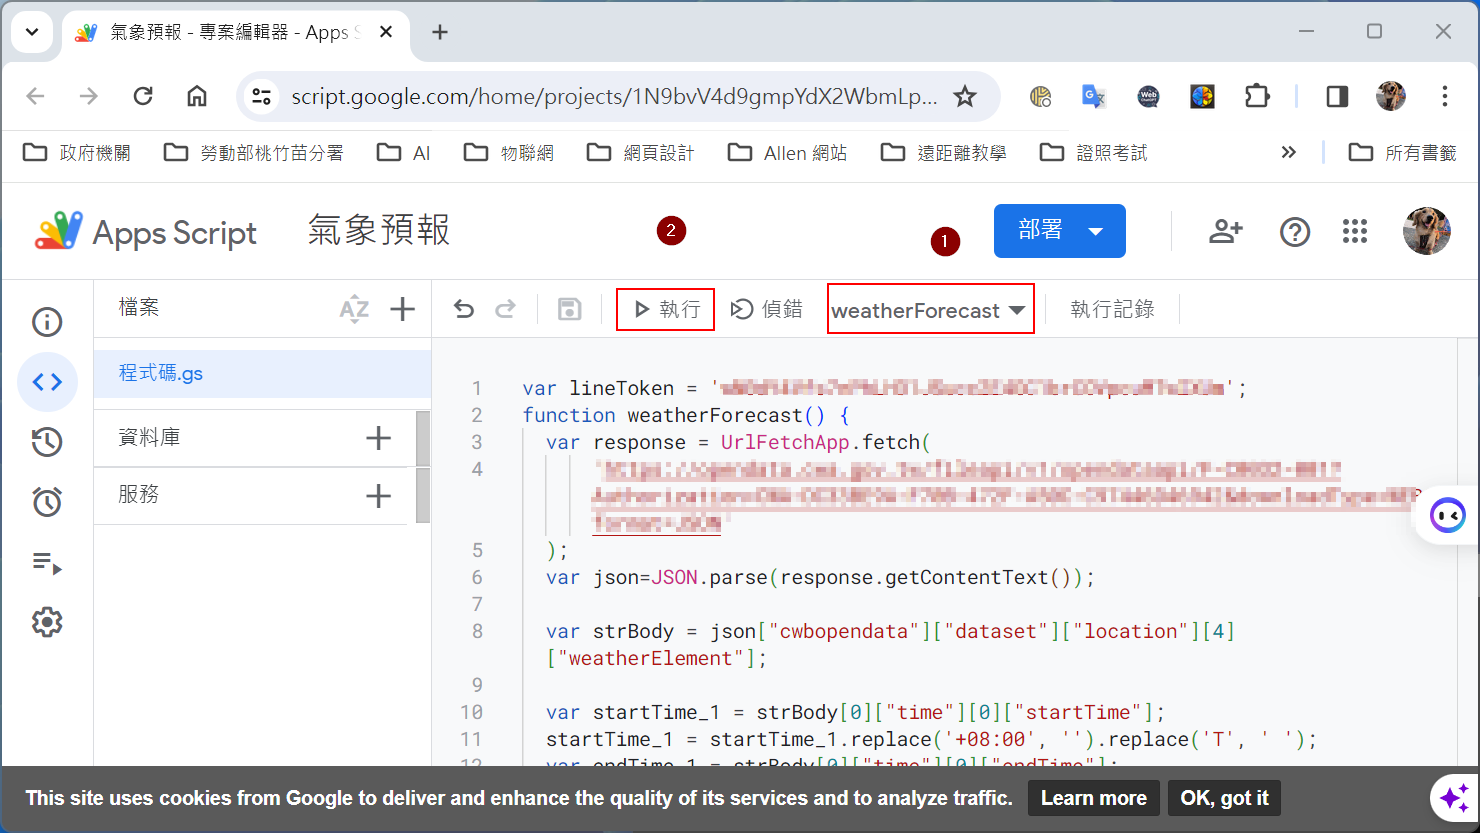 氣象預報 - 專案編輯器 - Apps S
script.google.com/home/projects/1N9bvV4d9gmpYdX2WbmLp...
政府機關 勞動部桃竹苗分署 AI 物聯網 網頁設計 Allen 網站 遠距離教學 證照考試 » 所有書籤
Apps Script 氣象預報 2 1 部署
檔案 AZ 執行 偵錯 weatherForecast 執行記錄
程式碼.gs
資料庫
服務
1 var lineToken = ' ';
2 function weatherForecast() {
3 var response = UrlFetchApp.fetch(
4
5 );
6 var json=JSON.parse(response.getContentText());
7
8 var strBody = json["cwbopendata"]["dataset"]["location"][4]
["weatherElement"];
9
10 var startTime_1 = strBody[0]["time"][0]["startTime"];
11 startTime_1 = startTime_1.replace('+08:00', '').replace('T', ' ');
12 var endTime_1 = strBody[0]["time"][0]["endTime"];
This site uses cookies from Google to deliver and enhance the quality of its services and to analyze traffic. Learn more OK, got it